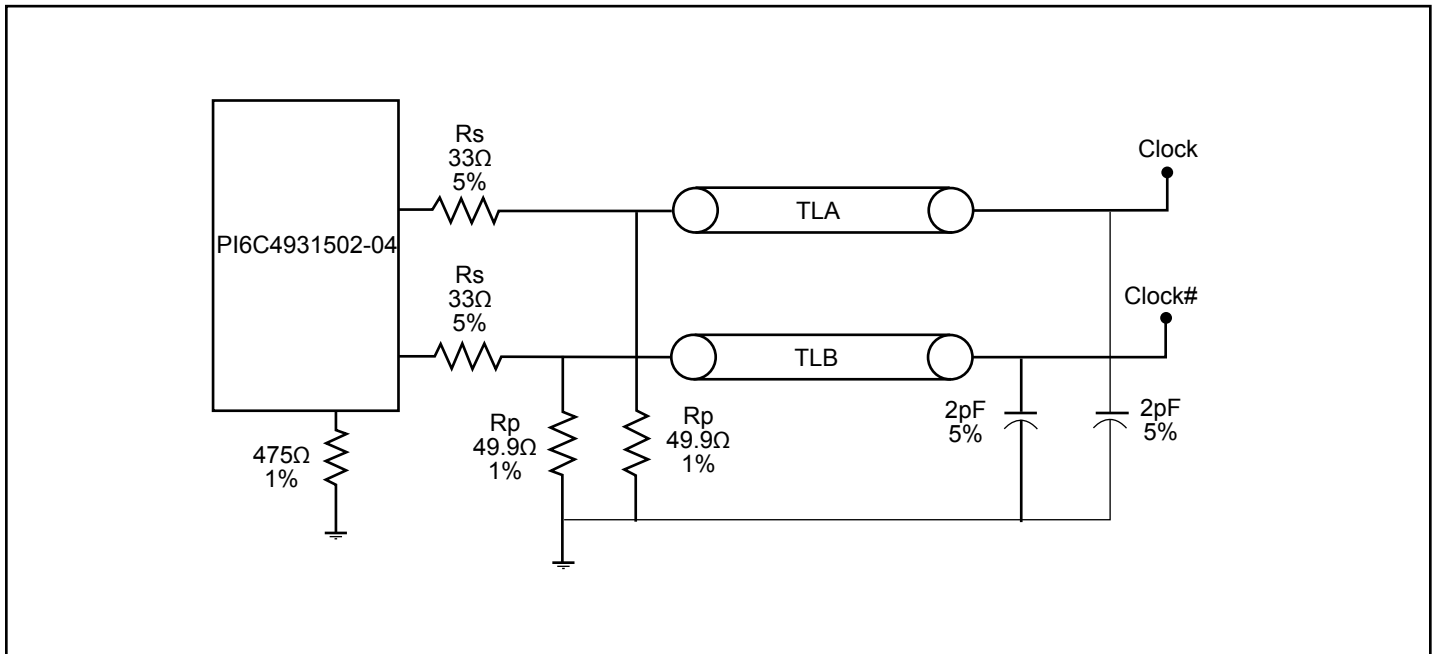 Rs
33Ω
5%
Clock
TLA
PI6C4931502-04
Rs
33Ω
5%
Clock#
TLB
475Ω
1%
Rp
49.9Ω
1%
Rp
49.9Ω
1%
2pF
5%
2pF
5%